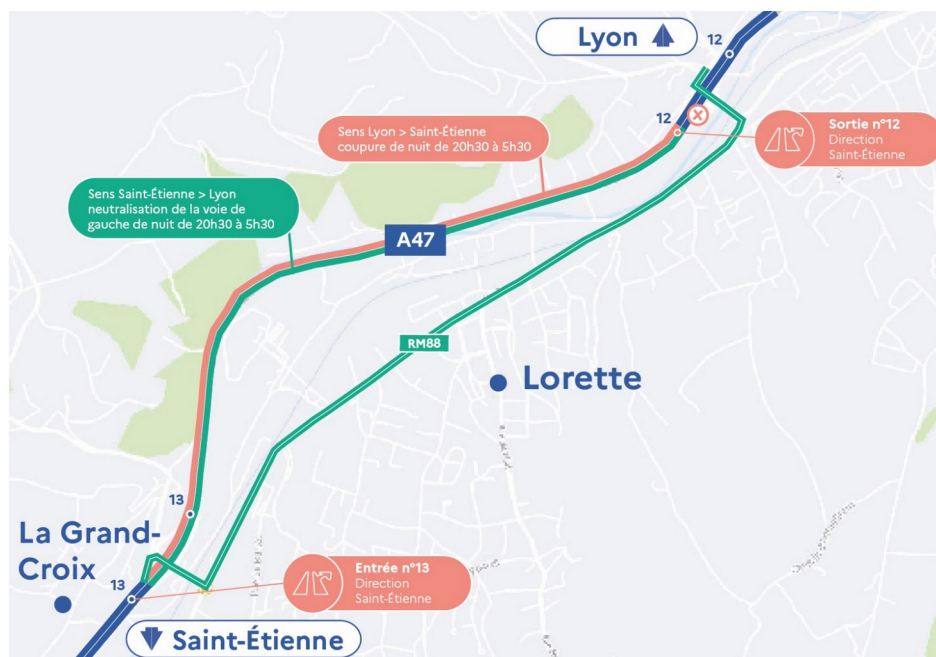 Lyon
12
12
Sens Lyon > Saint-Étienne
coupure de nuit de 20h30 à 5h30
Sortie n°12
Direction
Saint-Étienne
Sens Saint-Étienne > Lyon
neutralisation de la voie de
gauche de nuit de 20h30 à 5h30
A47
RM88
Lorette
13
La Grand-
Croix
13
Entrée n°13
Direction
Saint-Étienne
Saint-Étienne